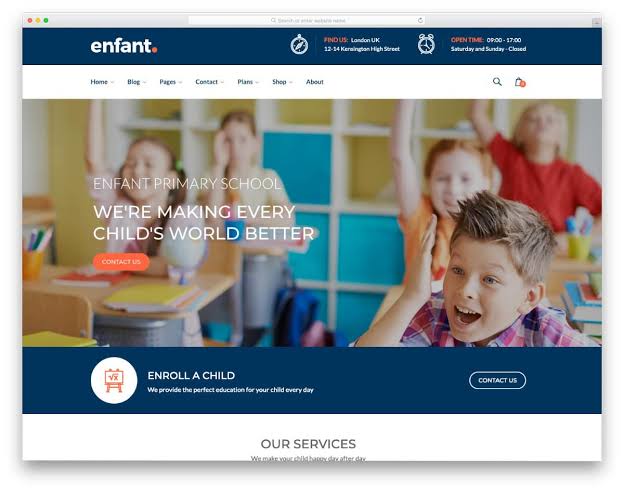 Search or enter website name
enfant.
FIND US: London UK
12-14 Kensington High Street
OPEN TIME: 09:00 - 17:00
Saturday and Sunday - Closed
Home
Blog
Pages
Contact
Plans
Shop
About
ENFANT PRIMARY SCHOOL
WE'RE MAKING EVERY
CHILD'S WORLD BETTER
CONTACT US
ENROLL A CHILD
We provide the perfect education for your child every day
CONTACT US
OUR SERVICES
We make your child happy day after day